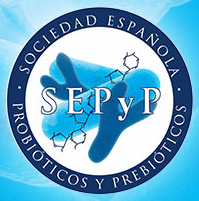 SOCIEDAD ESPAÑOLA
SEPyP
PROBIÓTICOS Y PREBIÓTICOS